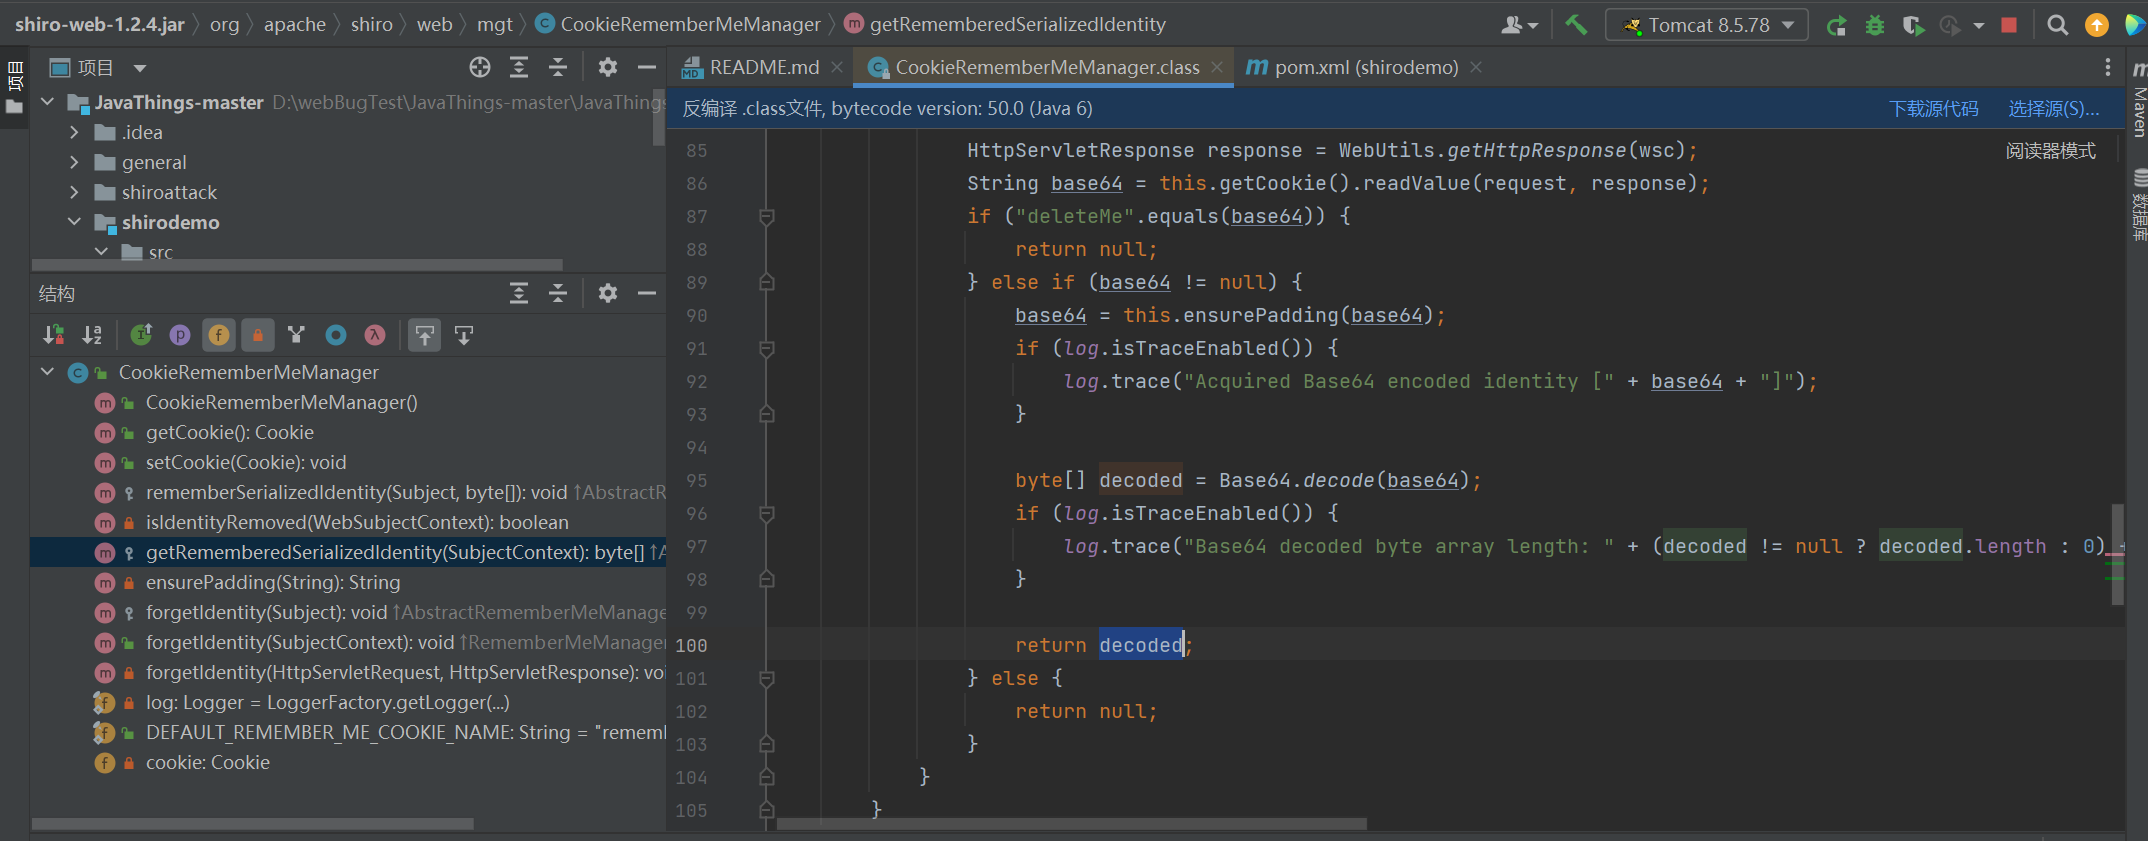 shiro-web-1.2.4.jar 〉 org 〉 apache 〉 shiro 〉 web 〉 mgt 〉 CookieRememberMeManager 〉 getRememberedSerializedIdentity
Tomcat 8.5.78
项目
项目
JavaThings-master D:\webBugTest\JavaThings-master\JavaThings
.idea
general
shiroattack
shirodemo
src
结构
CookieRememberMeManager
CookieRememberMeManager()
getCookie(): Cookie
setCookie(Cookie): void
rememberSerializedIdentity(Subject, byte[]): void ↑AbstractR
isIdentityRemoved(WebSubjectContext): boolean
getRememberedSerializedIdentity(SubjectContext): byte[] ↑A
ensurePadding(String): String
forgetIdentity(Subject): void ↑AbstractRememberMeManage
forgetIdentity(SubjectContext): void ↑RememberMeManager
forgetIdentity(HttpServletRequest, HttpServletResponse): voi
log: Logger = LoggerFactory.getLogger(...)
DEFAULT_REMEMBER_ME_COOKIE_NAME: String = "rememb
cookie: Cookie
README.md
CookieRememberMeManager.class
pom.xml (shirodemo)
反编译 .class文件, bytecode version: 50.0 (Java 6)
下载源代码 选择源(S)...
阅读器模式
85 HttpServletResponse response = WebUtils.getHttpResponse(wsc);
86 String base64 = this.getCookie().readValue(request, response);
87 if ("deleteMe".equals(base64)) {
88 return null;
89 } else if (base64 != null) {
90 base64 = this.ensurePadding(base64);
91 if (log.isTraceEnabled()) {
92 log.trace("Acquired Base64 encoded identity [" + base64 + "]");
93 }
94
95 byte[] decoded = Base64.decode(base64);
96 if (log.isTraceEnabled()) {
97 log.trace("Base64 decoded byte array length: " + (decoded != null ? decoded.length : 0) +
98 }
99
100 return decoded;
101 } else {
102 return null;
103 }
104 }
105 }
Maven
数据库